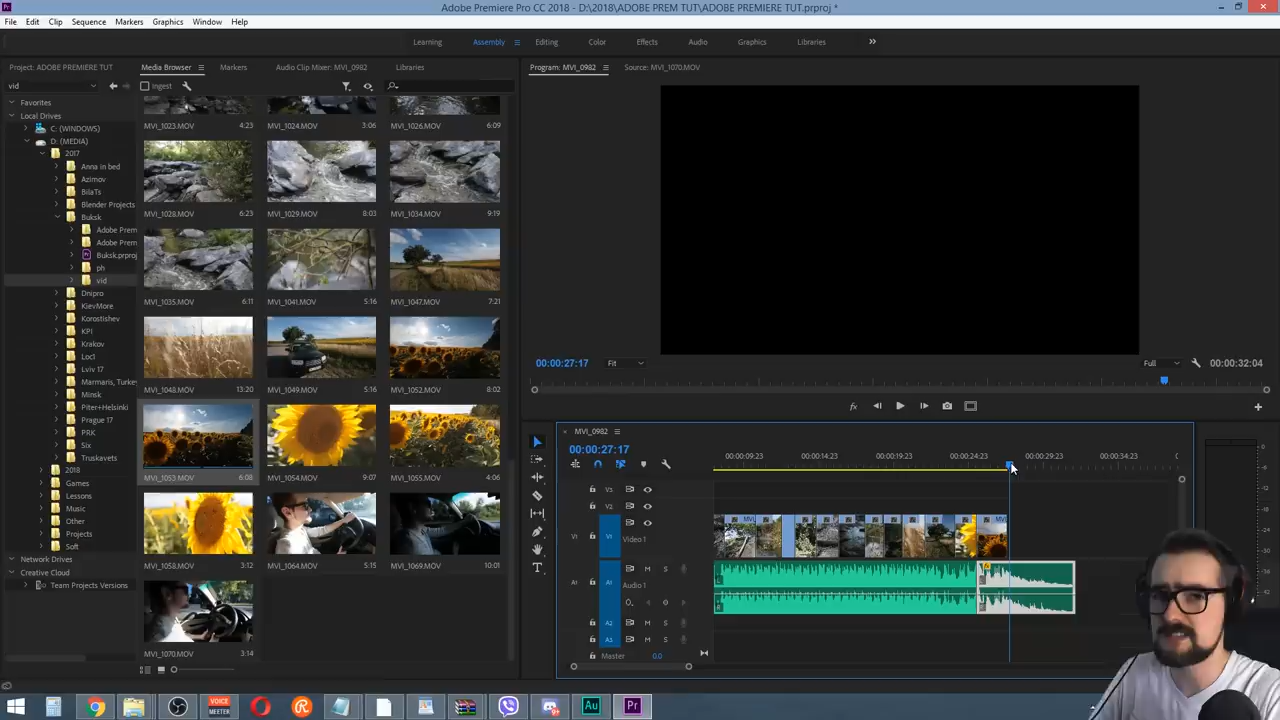 Adobe Premiere Pro CC 2018 - D:\2018\ADOBE PREM TUT\ADOBE PREMIERE TUT.prproj *
File Edit Clip Sequence Markers Graphics Window Help
Learning Assembly Editing Color Effects Audio Graphics Libraries
Project: ADOBE PREMIERE TUT Media Browser Markers Audio Clip Mixer: MVI_0982 Libraries
Program: MVI_0982 Source: MVI_1070.MOV
vid
Ingest
Favorites
Local Drives
C: (WINDOWS)
D: (MEDIA)
2017
Anna in bed
Azimov
BilaTs
Blender Projects
Buksk
Adobe Prem
Adobe Prem
Buksk.prproj
ph
vid
Dnipro
KievMore
Korostishev
KPI
Krakov
Loc1
Lviv 17
Marmaris, Turkey
Minsk
Piter+Helsinki
Prague 17
PRK
Six
Truskavets
2018
Games
Lessons
Music
Other
Projects
Soft
Network Drives
Creative Cloud
Team Projects Versions
MVI_1023.MOV 4:23 MVI_1024.MOV 3:06 MVI_1026.MOV 6:09
MVI_1028.MOV 6:23 MVI_1029.MOV 8:03 MVI_1034.MOV 9:19
MVI_1035.MOV 6:11 MVI_1041.MOV 5:16 MVI_1047.MOV 7:21
MVI_1048.MOV 13:20 MVI_1049.MOV 5:16 MVI_1052.MOV 8:02
MVI_1053.MOV 6:08 MVI_1054.MOV 9:07 MVI_1055.MOV 4:06
MVI_1058.MOV 3:12 MVI_1064.MOV 5:15 MVI_1069.MOV 10:01
MVI_1070.MOV 3:14
00:00:27:17 Fit Full 00:00:32:04
MVI_0982
00:00:27:17
00:00:09:23 00:00:14:23 00:00:19:23 00:00:24:23 00:00:29:23 00:00:34:23
V3
V2
V1 V1 Video 1
A1 A1 M S
Audio 1
A2 M S
A3 M S
Master 0.0
VOICE
MEETER
Au
Pr